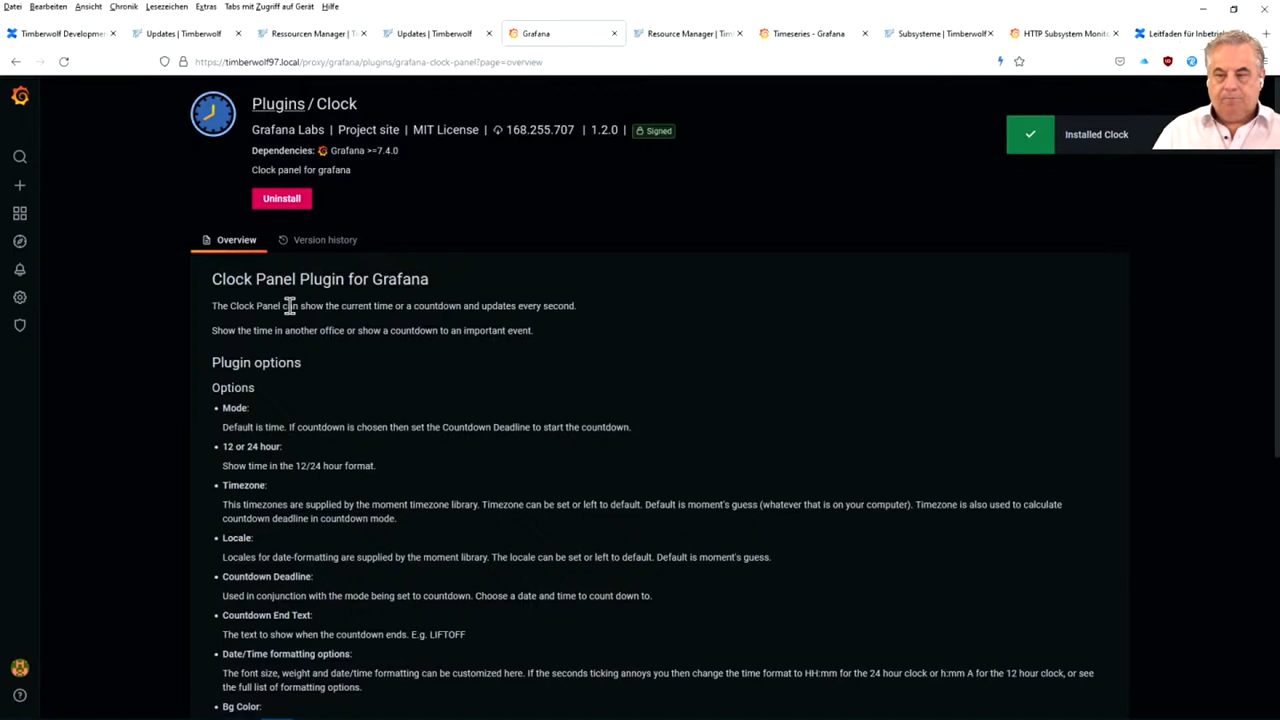 Datei Bearbeiten Ansicht Chronik Lesezeichen Extras Tabs mit Zugriff auf Gerät Hilfe
Timberwolf Developmen
Updates | Timberwolf
Ressourcen Manager | Ti
Updates | Timberwolf
Grafana
Resource Manager | Tim
Timeseries - Grafana
Subsysteme | Timberwolf
HTTP Subsystem Monito
Leitfaden für Inbetrie
https://timberwolf97.local/proxy/grafana/plugins/grafana-clock-panel?page=overview
Plugins / Clock
Grafana Labs | Project site | MIT License | 168.255.707 | 1.2.0 | Signed
Dependencies: Grafana >=7.4.0
Clock panel for grafana
Uninstall
Installed Clock
Overview
Version history
Clock Panel Plugin for Grafana
The Clock Panel can show the current time or a countdown and updates every second.
Show the time in another office or show a countdown to an important event.
Plugin options
Options
• Mode:
Default is time. If countdown is chosen then set the Countdown Deadline to start the countdown.
• 12 or 24 hour:
Show time in the 12/24 hour format.
• Timezone:
This timezones are supplied by the moment timezone library. Timezone can be set or left to default. Default is moment's guess (whatever that is on your computer). Timezone is also used to calculate
countdown deadline in countdown mode.
• Locale:
Locales for date-formatting are supplied by the moment library. The locale can be set or left to default. Default is moment's guess.
• Countdown Deadline:
Used in conjunction with the mode being set to countdown. Choose a date and time to count down to.
• Countdown End Text:
The text to show when the countdown ends. E.g. LIFTOFF
• Date/Time formatting options:
The font size, weight and date/time formatting can be customized here. If the seconds ticking annoys you then change the time format to HH:mm for the 24 hour clock or h:mm A for the 12 hour clock, or see
the full list of formatting options.
• Bg Color: